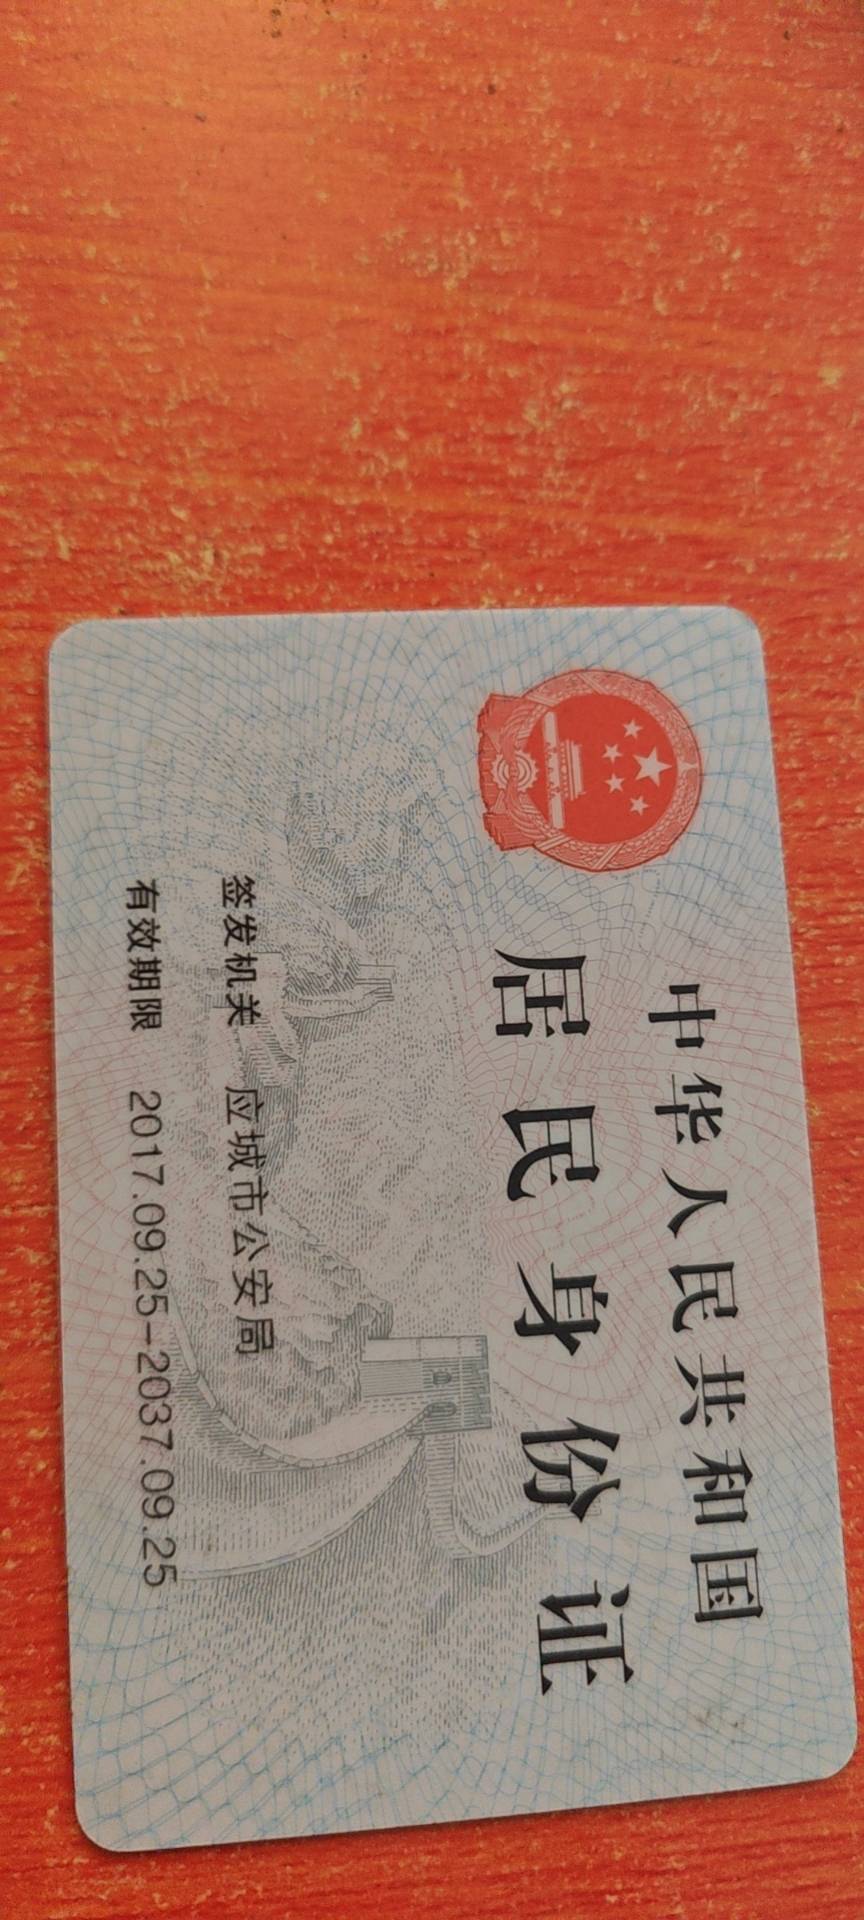 中华人民共和国
居民身份证
签发机关 应城市公安局
有效期限 2017.09.25-2037.09.25